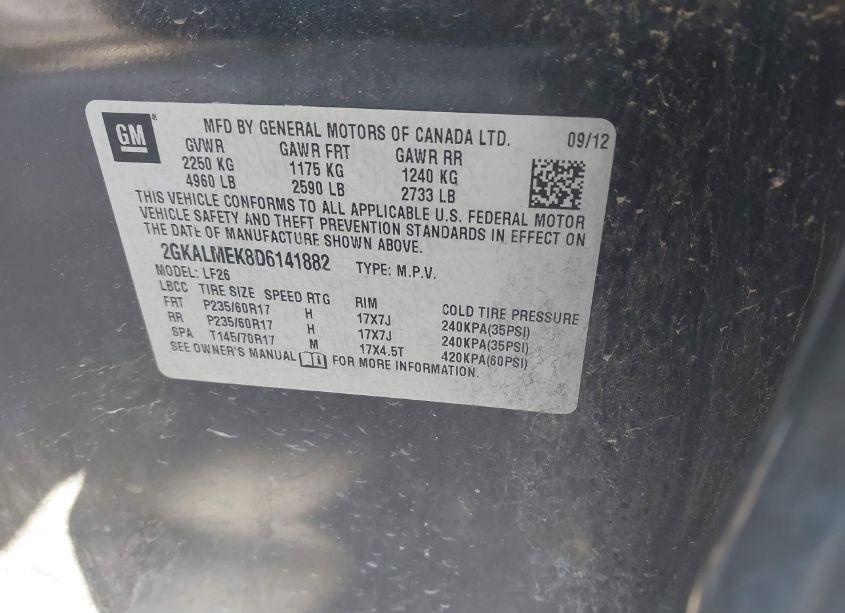 GM ®
MFD BY GENERAL MOTORS OF CANADA LTD. 09/12
GVWR GAWR FRT GAWR RR
2250 KG 1175 KG 1240 KG
4960 LB 2590 LB 2733 LB
THIS VEHICLE CONFORMS TO ALL APPLICABLE U.S. FEDERAL MOTOR
VEHICLE SAFETY AND THEFT PREVENTION STANDARDS IN EFFECT ON
THE DATE OF MANUFACTURE SHOWN ABOVE.
2GKALMEK8D6141882 TYPE: M.P.V.
MODEL: LF26
LBCC TIRE SIZE SPEED RTG RIM COLD TIRE PRESSURE
FRT P235/60R17 H 17X7J 240KPA(35PSI)
RR P235/60R17 H 17X7J 240KPA(35PSI)
SPA T145/70R17 M 17X4.5T 420KPA(60PSI)
SEE OWNER'S MANUAL FOR MORE INFORMATION.